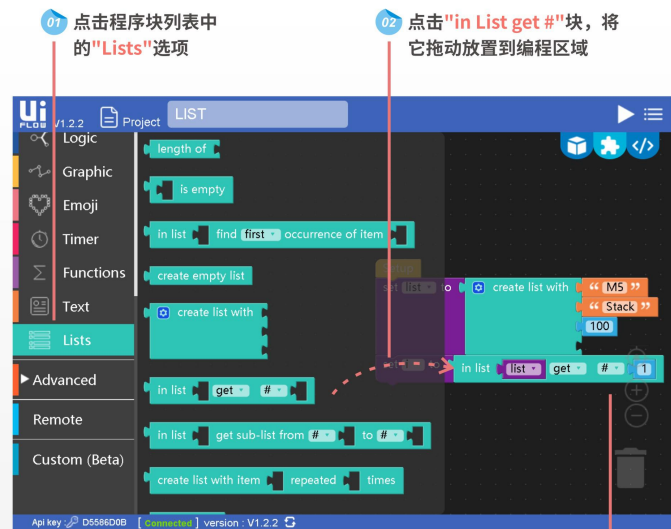 01 点击程序块列表中
的"Lists"选项
02 点击"in List get #"块，将
它拖动放置到编程区域
Ui
FLOW V1.2.2 Project LIST
Logic
Graphic
Emoji
Timer
Functions
Text
Lists
Advanced
Remote
Custom (Beta)
length of
is empty
in list find first occurrence of item
create empty list
create list with
in list get #
in list get sub-list from # to #
create list with item repeated times
setup
set list to create list with “ M5 ”
“ Stack ”
100
set to in list list get # 1
Api key : D5586D0B [ Connected ] version : V1.2.2